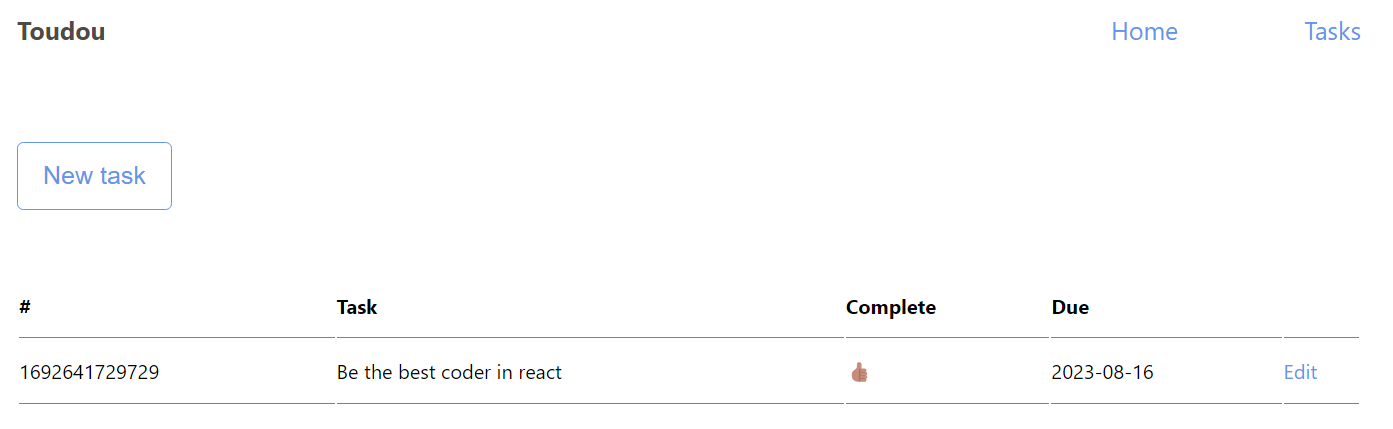 Toudou Home Tasks
New task
# Task Complete Due
1692641729729 Be the best coder in react 👍🏽 2023-08-16 Edit